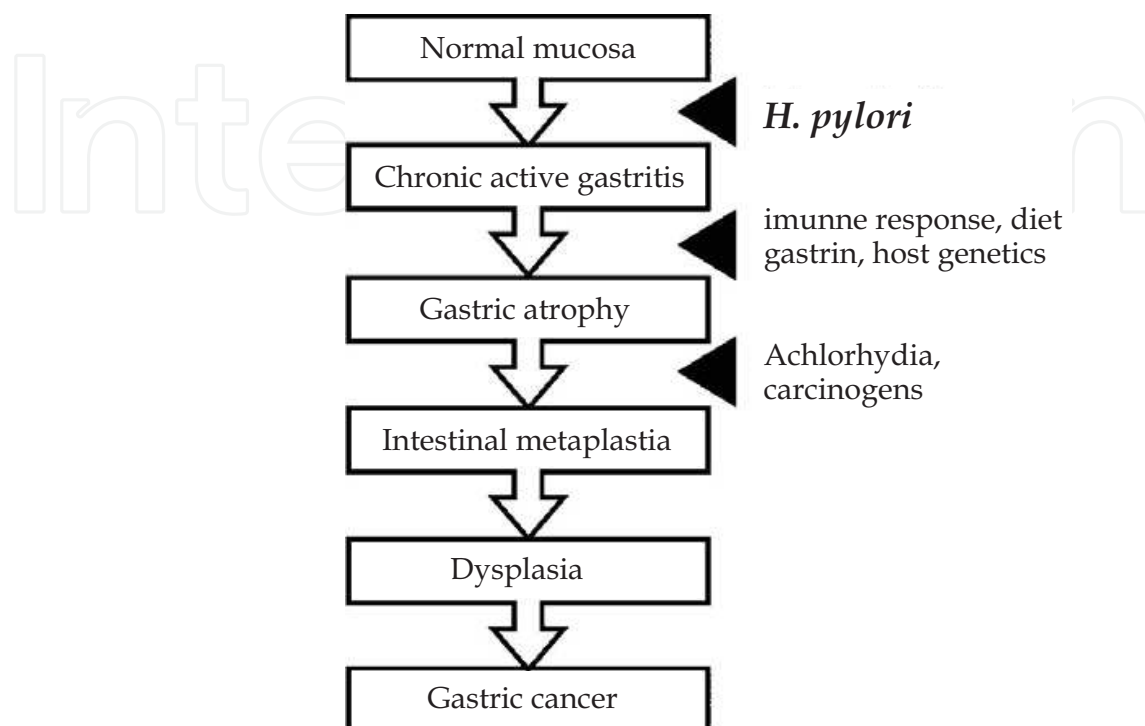 Normal mucosa
H. pylori
Chronic active gastritis
imunne response, diet
gastrin, host genetics
Gastric atrophy
Achlorhydia,
carcinogens
Intestinal metaplastia
Dysplasia
Gastric cancer